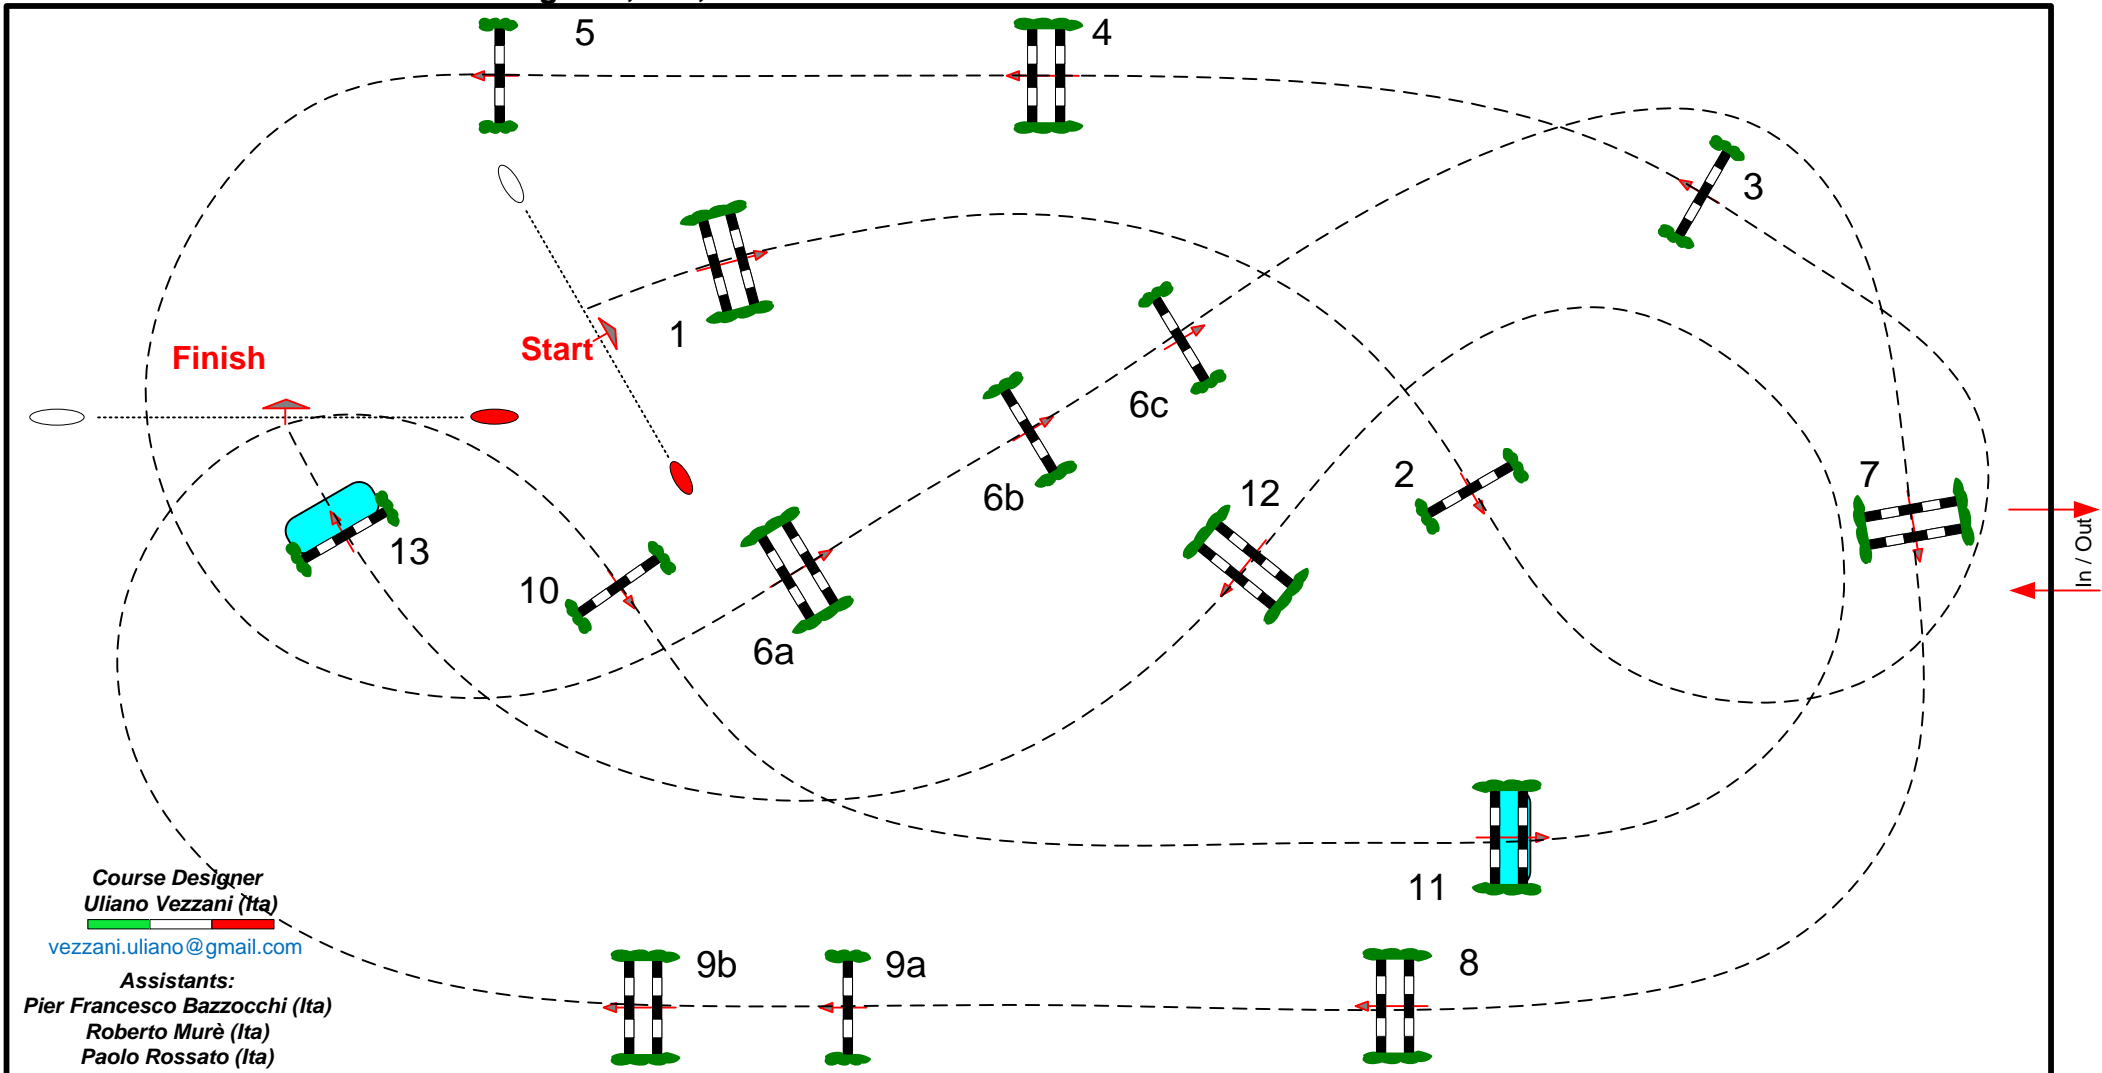 5
4
3
1
Start
Finish
6c
6b
2
7
12
In / Out
13
10
6a
11
Course Designer
Uliano Vezzani (Ita)
vezzani.uliano@gmail.com
Assistants:
Pier Francesco Bazzocchi (Ita)
Roberto Murè (Ita)
Paolo Rossato (Ita)
9b
9a
8